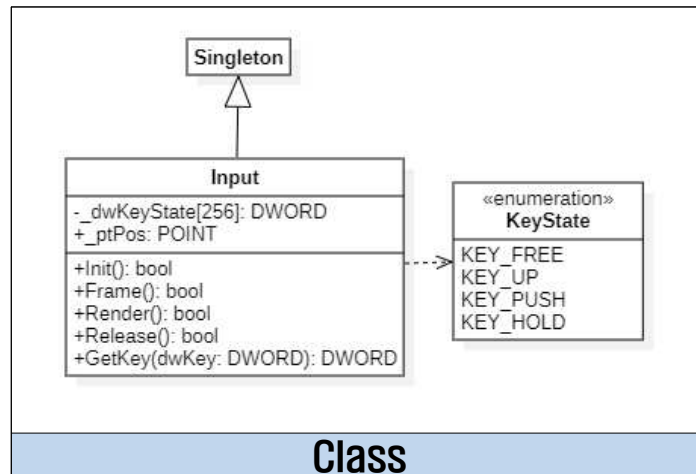 Singleton
Input
-_dwKeyState[256]: DWORD
+_ptPos: POINT
+Init(): bool
+Frame(): bool
+Render(): bool
+Release(): bool
+GetKey(dwKey: DWORD): DWORD
«enumeration»
KeyState
KEY_FREE
KEY_UP
KEY_PUSH
KEY_HOLD
Class